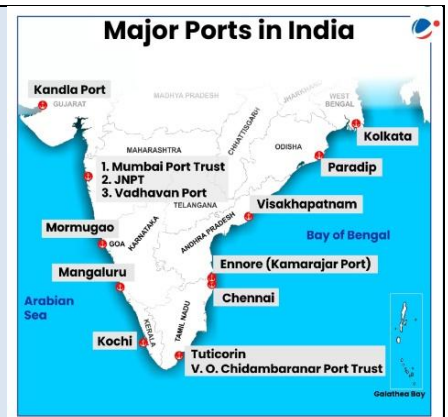 Major Ports in India
Kandla Port
GUJARAT
MADHYA PRADESH
JHARKHAND
WEST
BENGAL
CHHATTISGARH
Kolkata
MAHARASHTRA
ODISHA
Paradip
1. Mumbai Port Trust
2. JNPT
3. Vadhavan Port
TELANGANA
Visakhapatnam
Mormugao
GOA
KARNATAKA
ANDHRA PRADESH
Bay of Bengal
Ennore (Kamarajar Port)
Mangaluru
Chennai
Arabian
Sea
KERALA
TAMIL NADU
Kochi
Tuticorin
V. O. Chidambaranar Port Trust
Galathea Bay